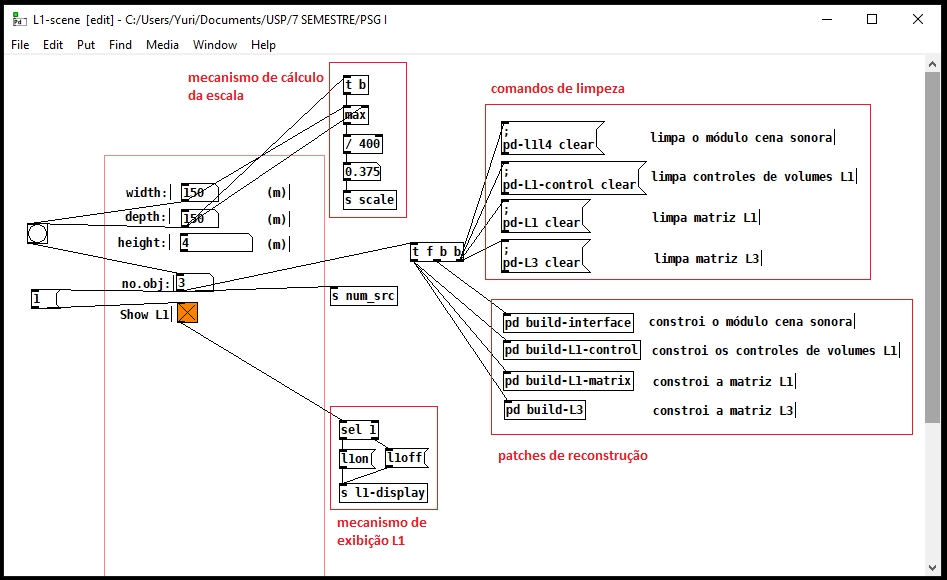 L1-scene [edit] - C:/Users/Yuri/Documents/USP/7 SEMESTRE/PSG I
File Edit Put Find Media Window Help
mecanismo de cálculo
da escala
t b
max
/ 400
0.375
s scale
width: 150 (m)
depth: 150 (m)
height: 4 (m)
no.obj: 3
1
Show L1
s num_src
t f b b
comandos de limpeza
;
pd-l1l4 clear
limpa o módulo cena sonora
;
pd-L1-control clear
limpa controles de volumes L1
;
pd-L1 clear
limpa matriz L1
;
pd-L3 clear
limpa matriz L3
pd build-interface constroi o módulo cena sonora
pd build-L1-control constroi os controles de volumes L1
pd build-L1-matrix constroi a matriz L1
pd build-L3 constroi a matriz L3
patches de reconstrução
sel 1
l1on l1off
s l1-display
mecanismo de
exibição L1